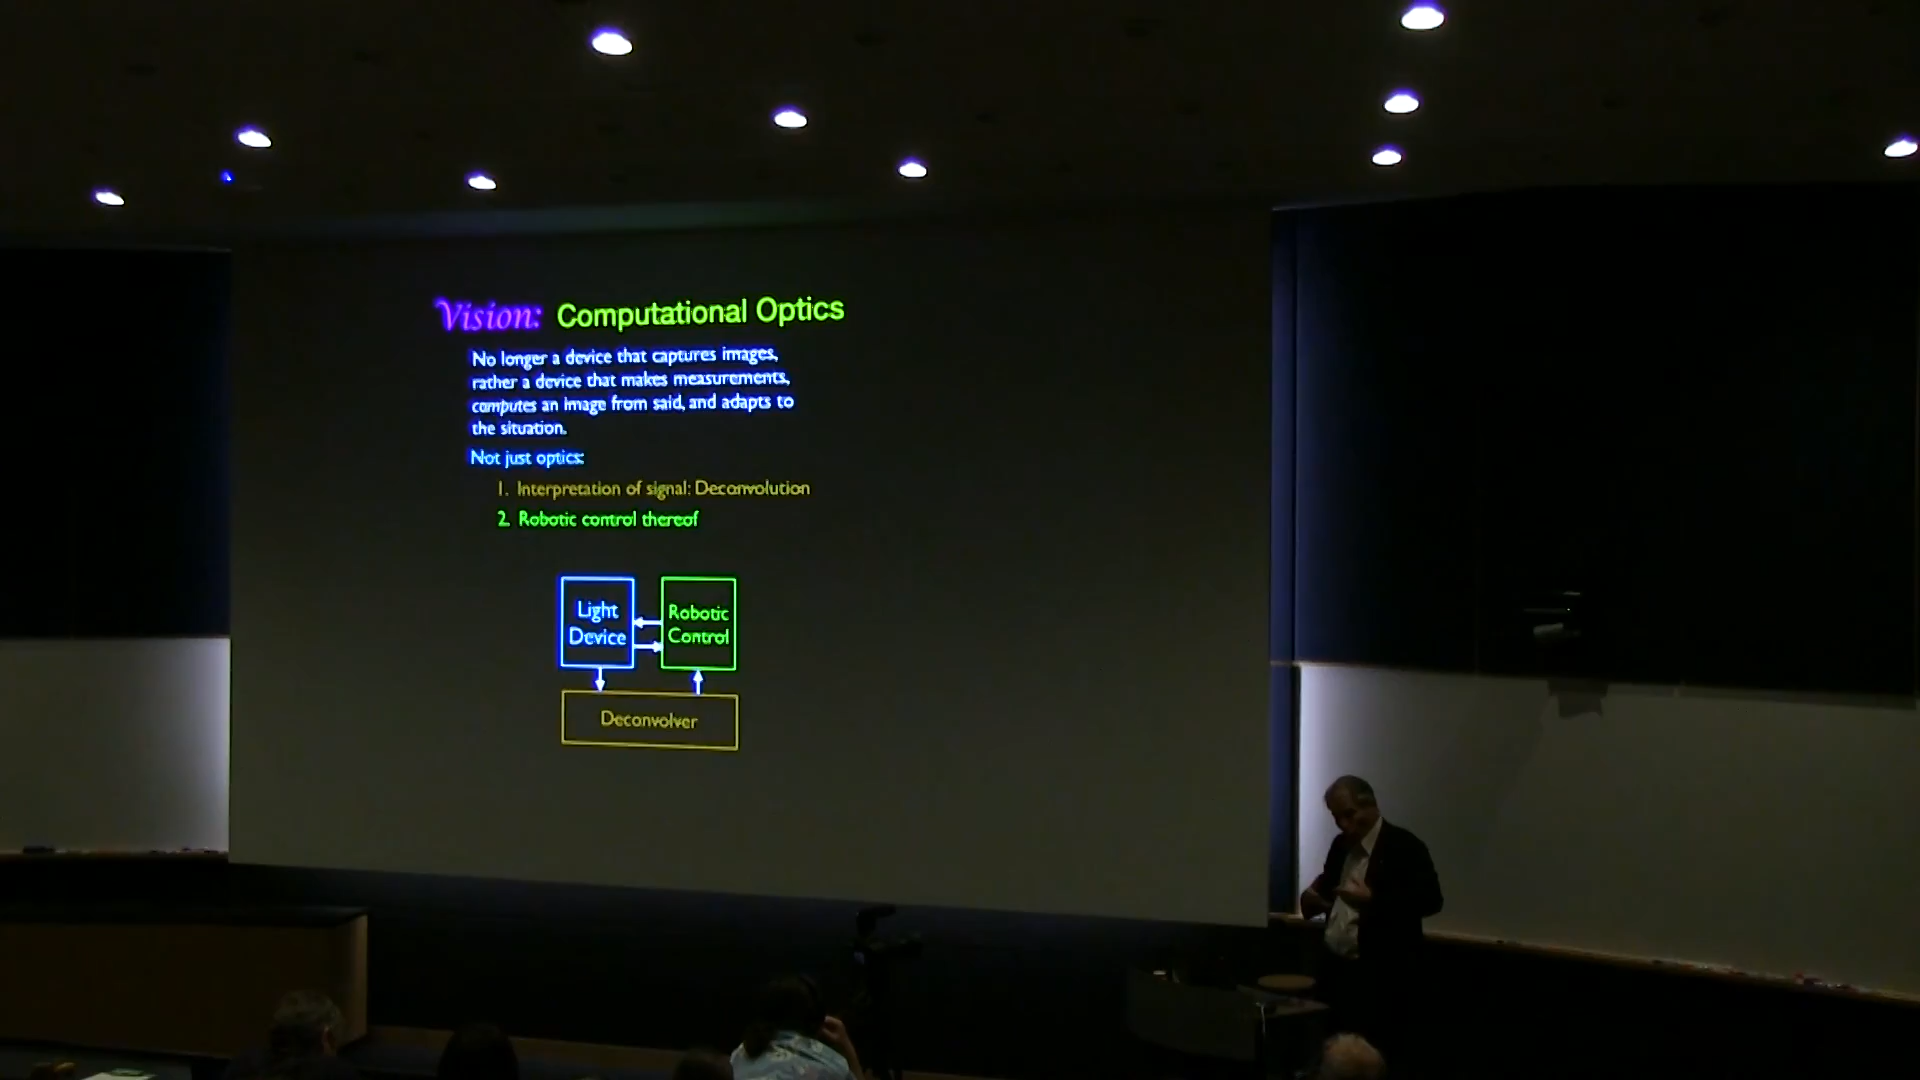 Vision: Computational Optics
No longer a device that captures images,
rather a device that makes measurements,
computes an image from said, and adapts to
the situation.
Not just optics:
1. Interpretation of signal: Deconvolution
2. Robotic control thereof
Light
Device
Robotic
Control
Deconvolver